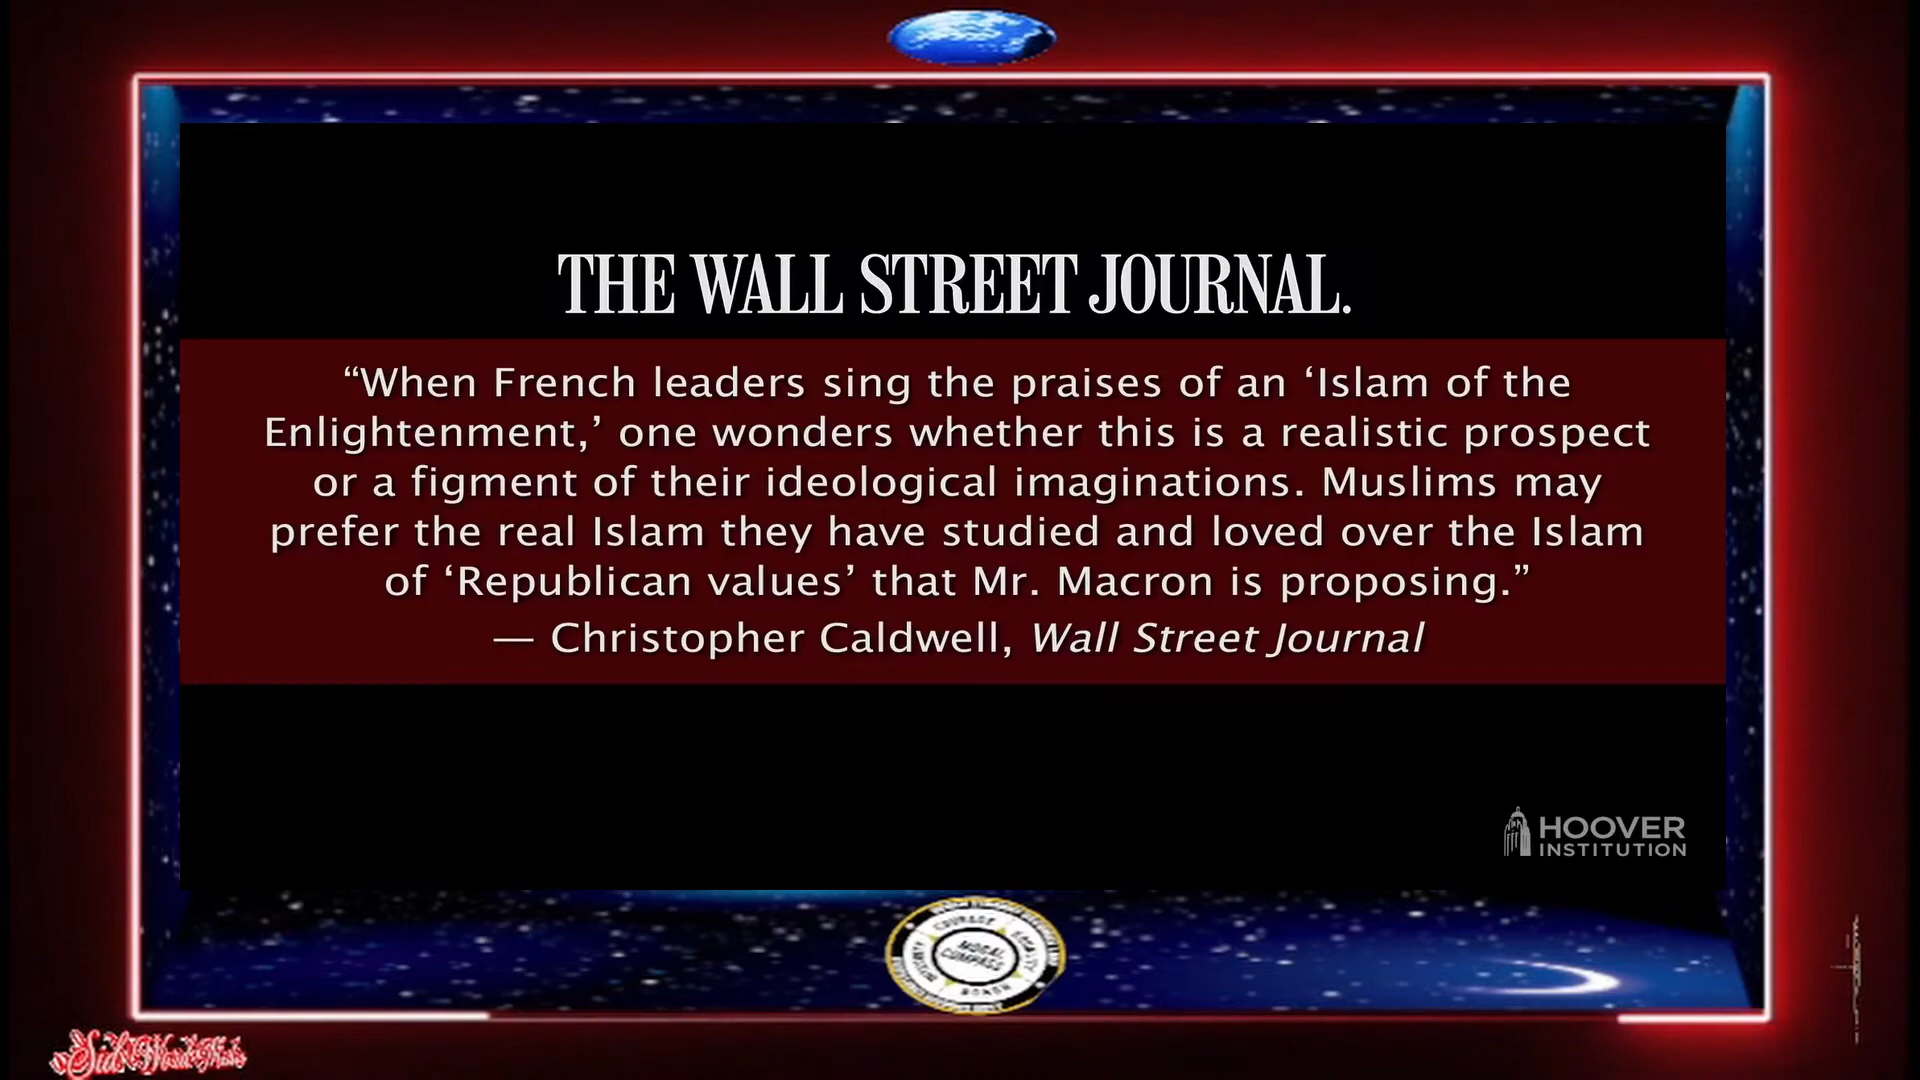 THE WALL STREET JOURNAL.
“When French leaders sing the praises of an ‘Islam of the
Enlightenment,’ one wonders whether this is a realistic prospect
or a figment of their ideological imaginations. Muslims may
prefer the real Islam they have studied and loved over the Islam
of ‘Republican values’ that Mr. Macron is proposing.”
— Christopher Caldwell, Wall Street Journal
HOOVER
INSTITUTION
COURAGE
MORAL
COMPASS
HONOR